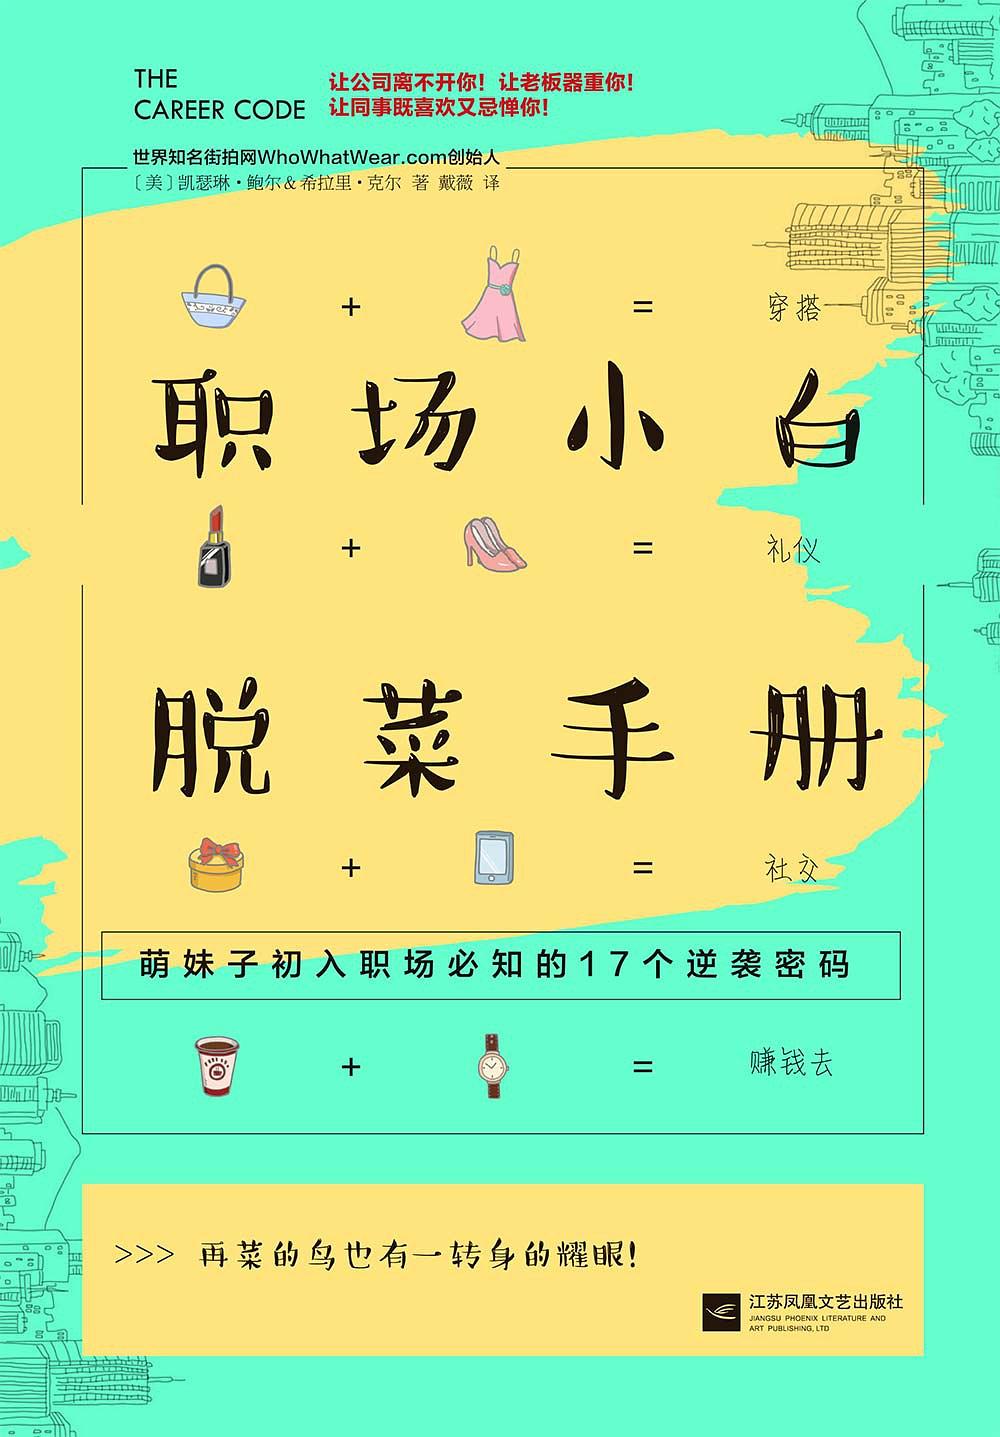 THE
CAREER CODE
让公司离不开你！让老板器重你！
让同事既喜欢又忌惮你！
世界知名街拍网WhoWhatWear.com创始人
〔美〕凯瑟琳·鲍尔&希拉里·克尔 著 戴薇 译
+ = 穿搭
职场小白
+ = 礼仪
脱菜手册
+ = 社交
萌妹子初入职场必知的17个逆袭密码
+ = 赚钱去
>>> 再菜的鸟也有一转身的耀眼！
江苏凤凰文艺出版社
JIANGSU PHOENIX LITERATURE AND
ART PUBLISHING, LTD